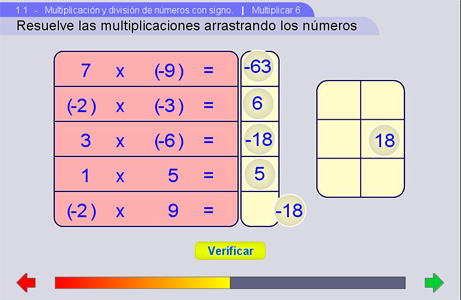 1.1 - Multiplicación y división de números con signo. | Multiplicar 6
Resuelve las multiplicaciones arrastrando los números
7 x (-9) = -63
(-2) x (-3) = 6
3 x (-6) = -18
18
1 x 5 = 5
(-2) x 9 = -18
Verificar